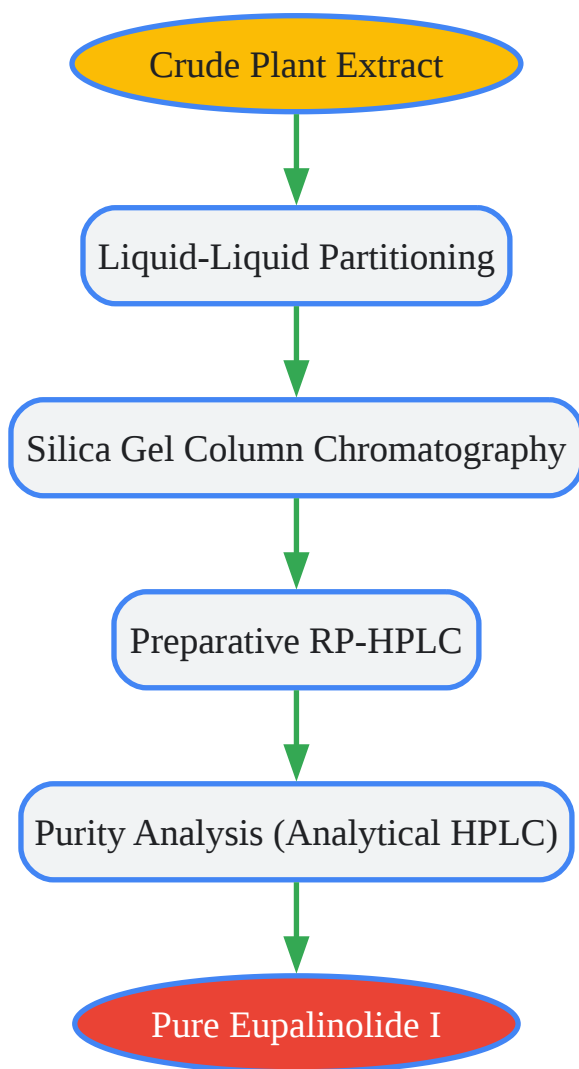 Crude Plant Extract
Liquid-Liquid Partitioning
Silica Gel Column Chromatography
Preparative RP-HPLC
Purity Analysis (Analytical HPLC)
Pure Eupalinolide I